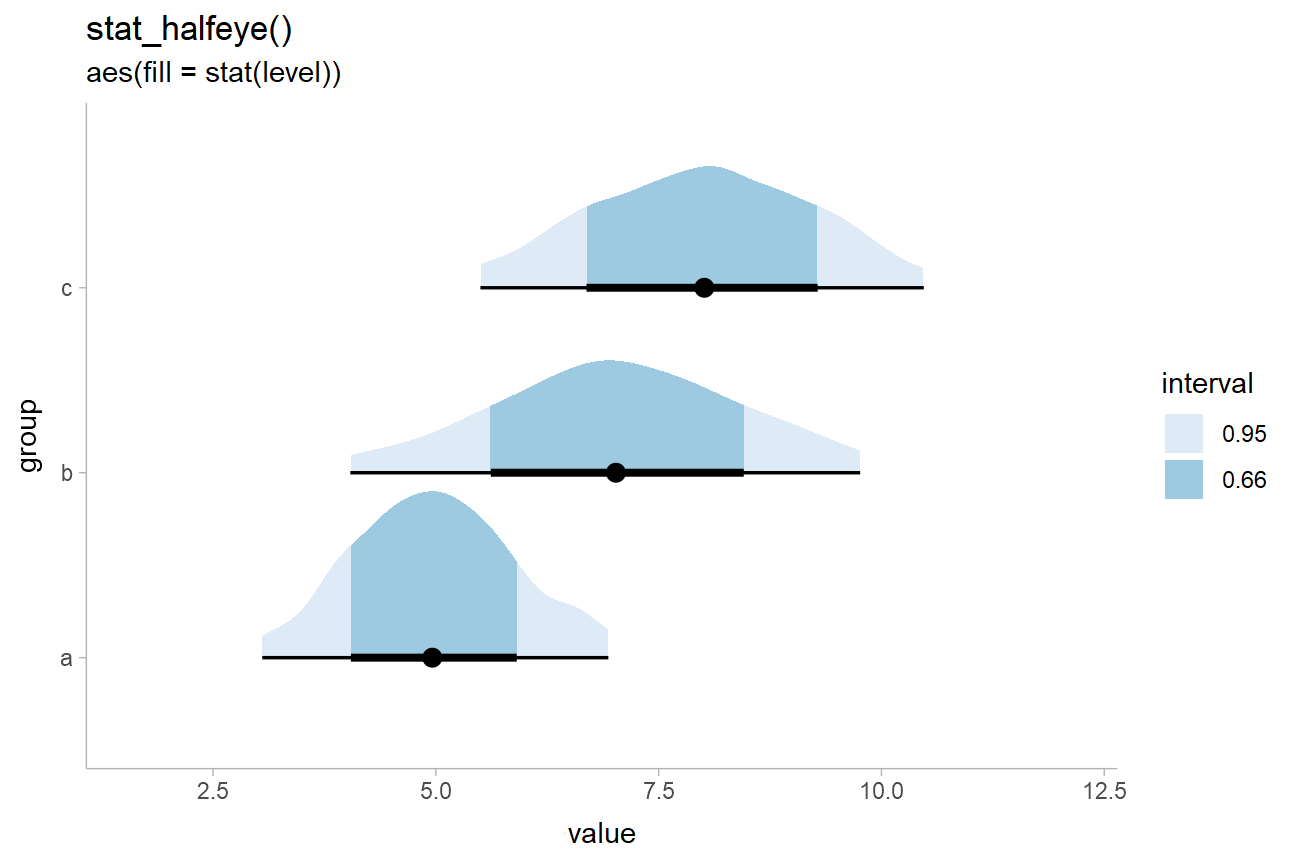 stat_halfeye()
aes(fill = stat(level))
c
b
a
group
2.5 5.0 7.5 10.0 12.5
value
interval
0.95
0.66